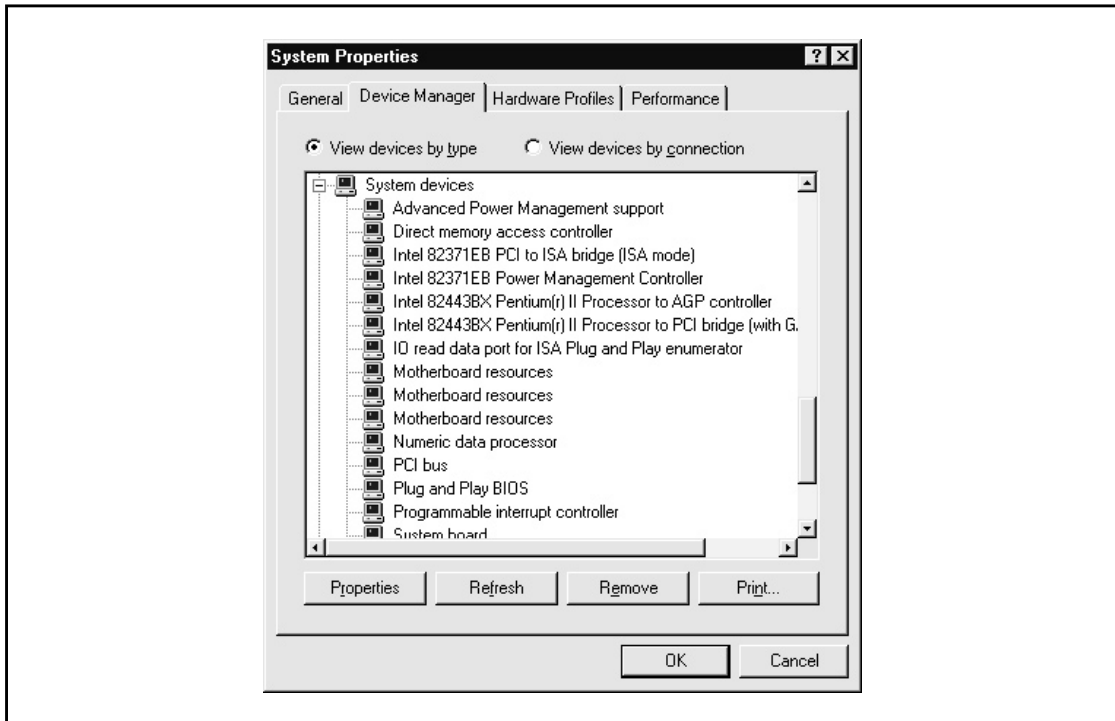 System Properties
General Device Manager Hardware Profiles Performance
View devices by type View devices by connection
System devices
Advanced Power Management support
Direct memory access controller
Intel 82371EB PCI to ISA bridge (ISA mode)
Intel 82371EB Power Management Controller
Intel 82443BX Pentium(r) II Processor to AGP controller
Intel 82443BX Pentium(r) II Processor to PCI bridge (with G.
IO read data port for ISA Plug and Play enumerator
Motherboard resources
Motherboard resources
Motherboard resources
Numeric data processor
PCI bus
Plug and Play BIOS
Programmable interrupt controller
System board
Properties Refresh Remove Print...
OK Cancel